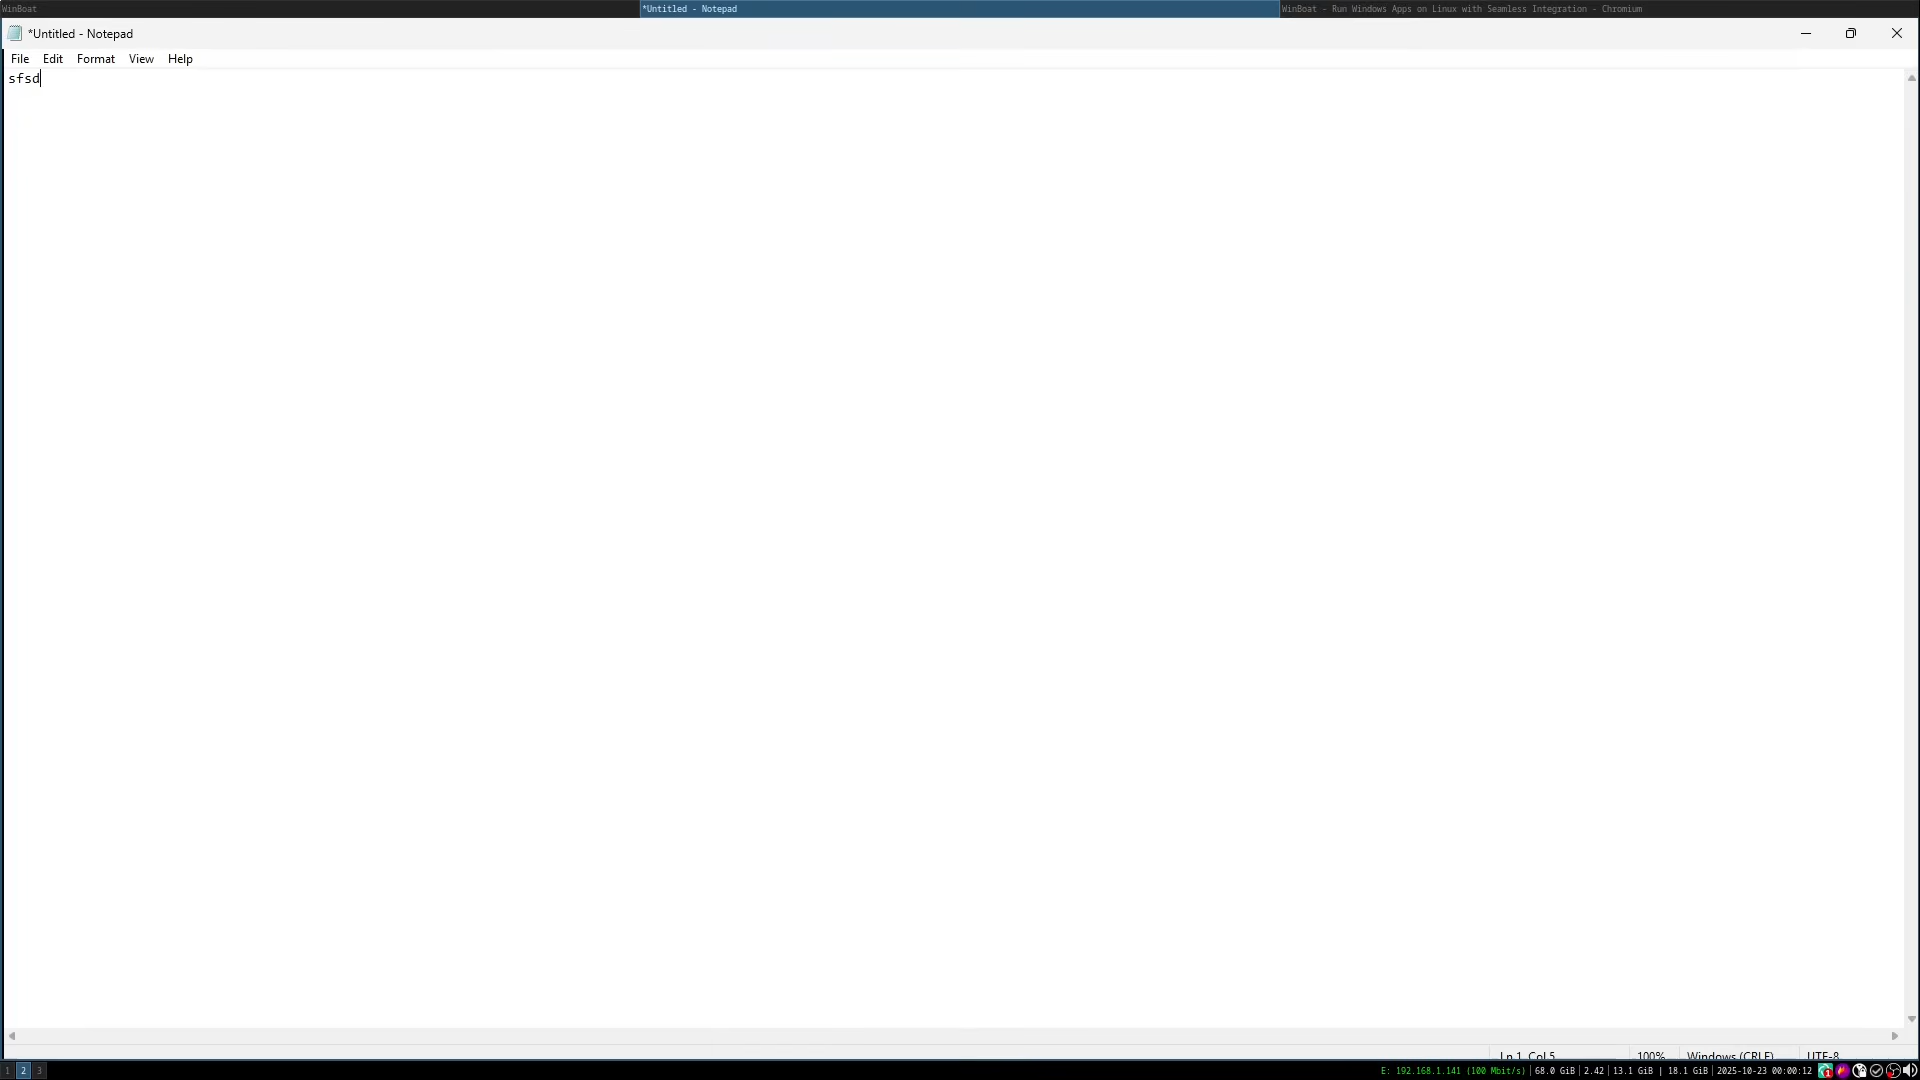 WinBoat
*Untitled - Notepad
WinBoat - Run Windows Apps on Linux with Seamless Integration - Chromium
*Untitled - Notepad
File Edit Format View Help
sfsd
Ln 1, Col 5 100% Windows (CRLF) UTF-8
1 2 3
E: 192.168.1.141 (100 Mbit/s) | 68.0 GiB | 2.42 | 13.1 GiB | 18.1 GiB | 2025-10-23 00:00:12